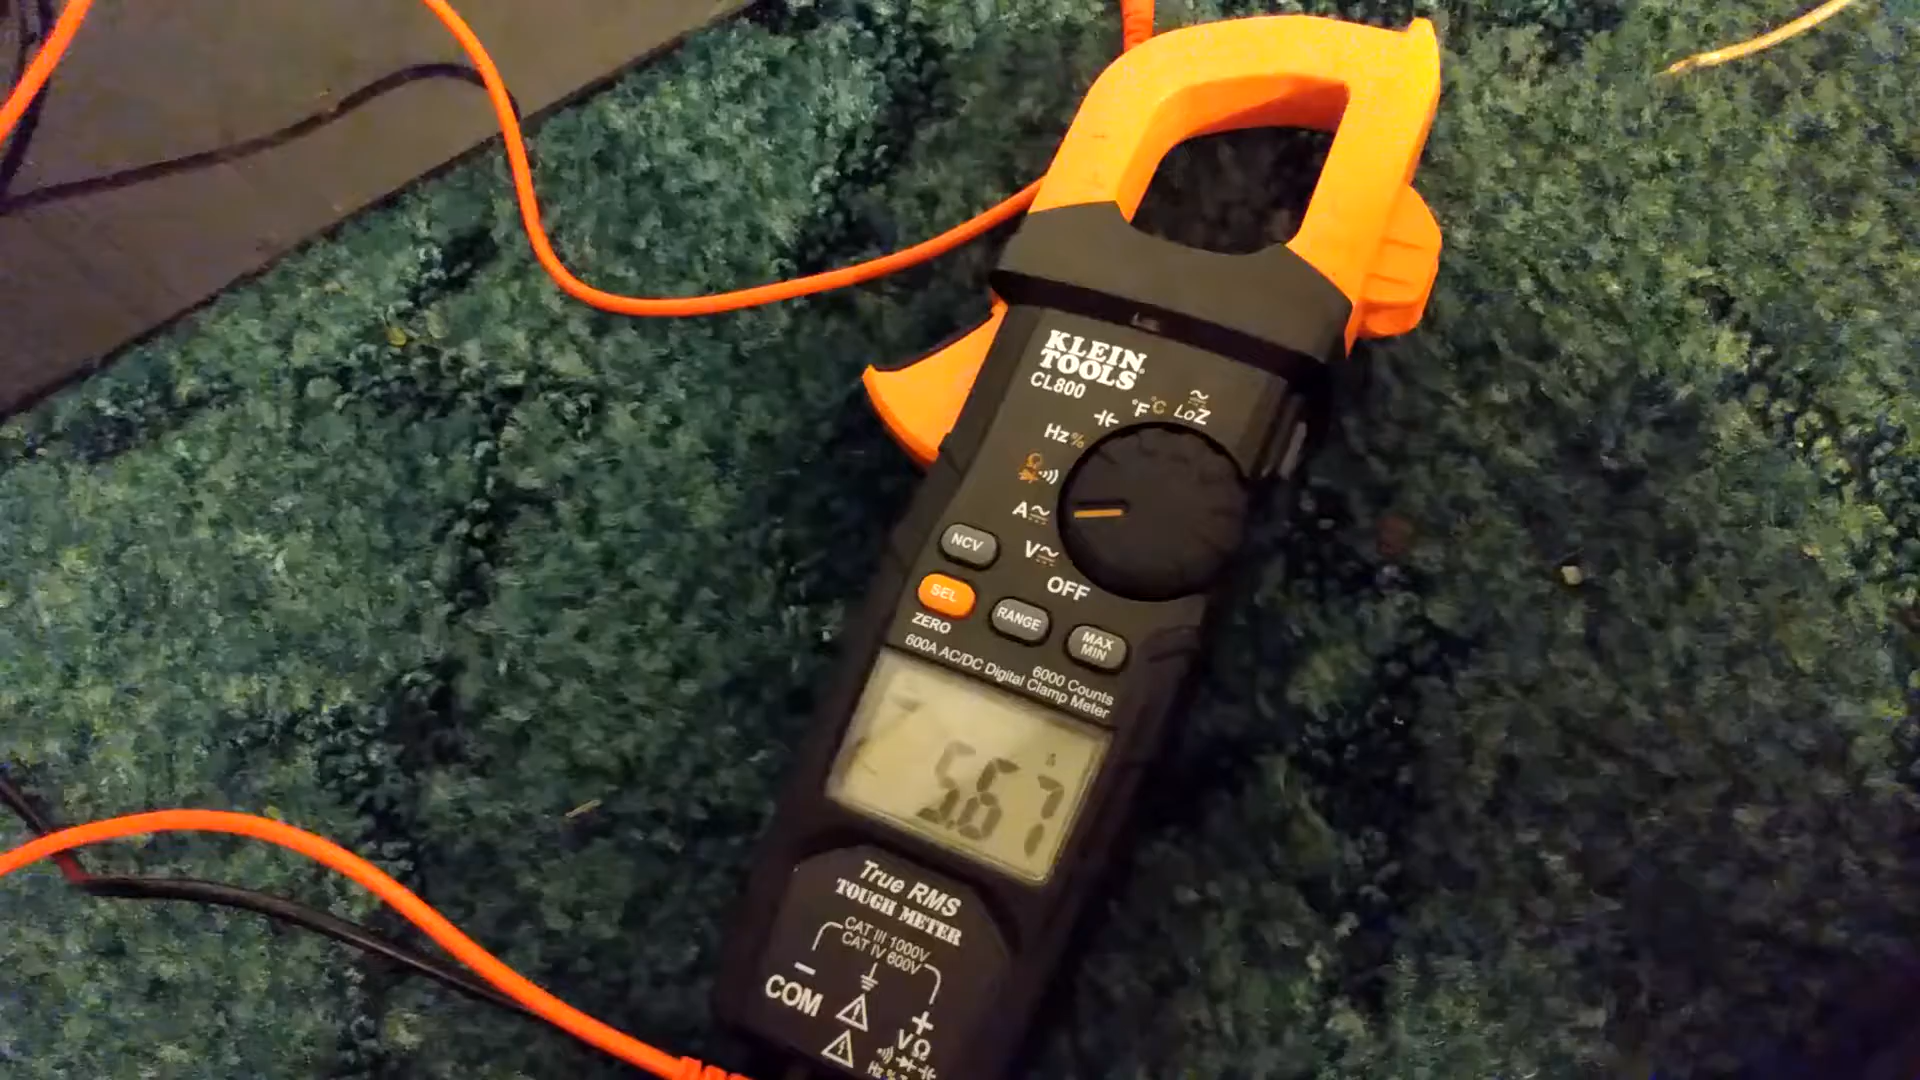 KLEIN
TOOLS
CL800
°F°C
LoZ
Hz%
A
V
OFF
NCV
SEL
ZERO
RANGE
MAX
MIN
600A AC/DC Digital Clamp Meter
6000 Counts
5.67
True RMS
TOUGH METER
CAT III 1000V
CAT IV 600V
COM
VΩ
Hz %